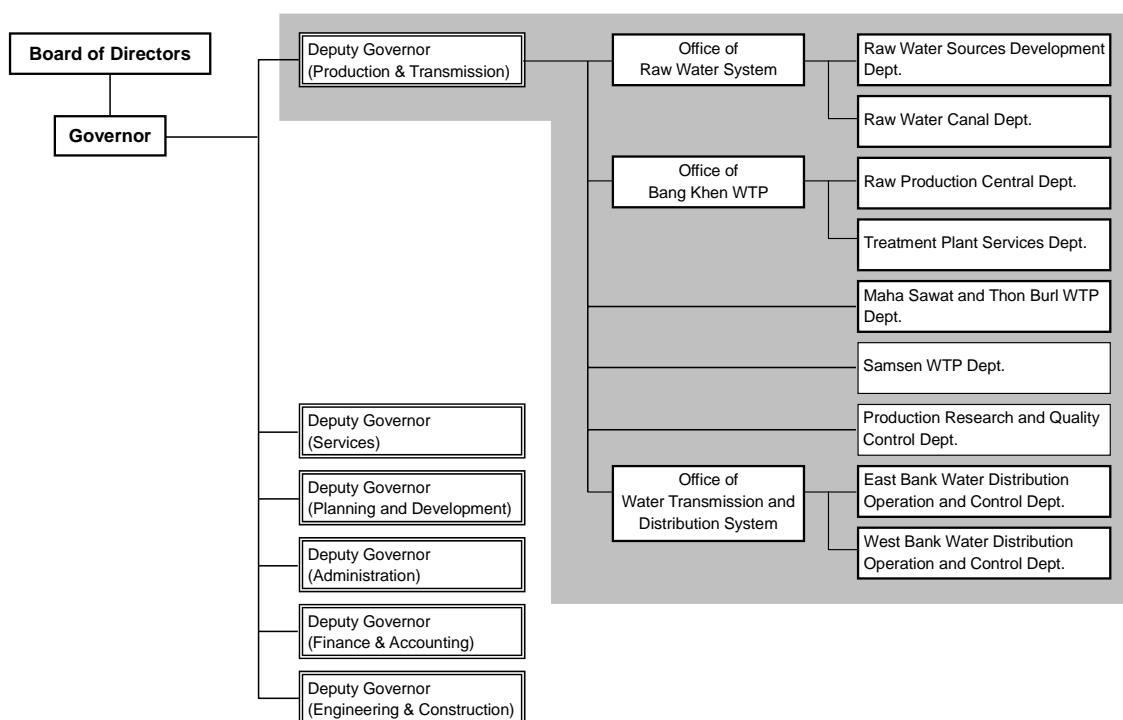 Board of Directors
Governor
Deputy Governor
(Production & Transmission)
Office of
Raw Water System
Raw Water Sources Development
Dept.
Raw Water Canal Dept.
Office of
Bang Khen WTP
Raw Production Central Dept.
Treatment Plant Services Dept.
Maha Sawat and Thon Burl WTP
Dept.
Samsen WTP Dept.
Production Research and Quality
Control Dept.
Office of
Water Transmission and
Distribution System
East Bank Water Distribution
Operation and Control Dept.
West Bank Water Distribution
Operation and Control Dept.
Deputy Governor
(Services)
Deputy Governor
(Planning and Development)
Deputy Governor
(Administration)
Deputy Governor
(Finance & Accounting)
Deputy Governor
(Engineering & Construction)